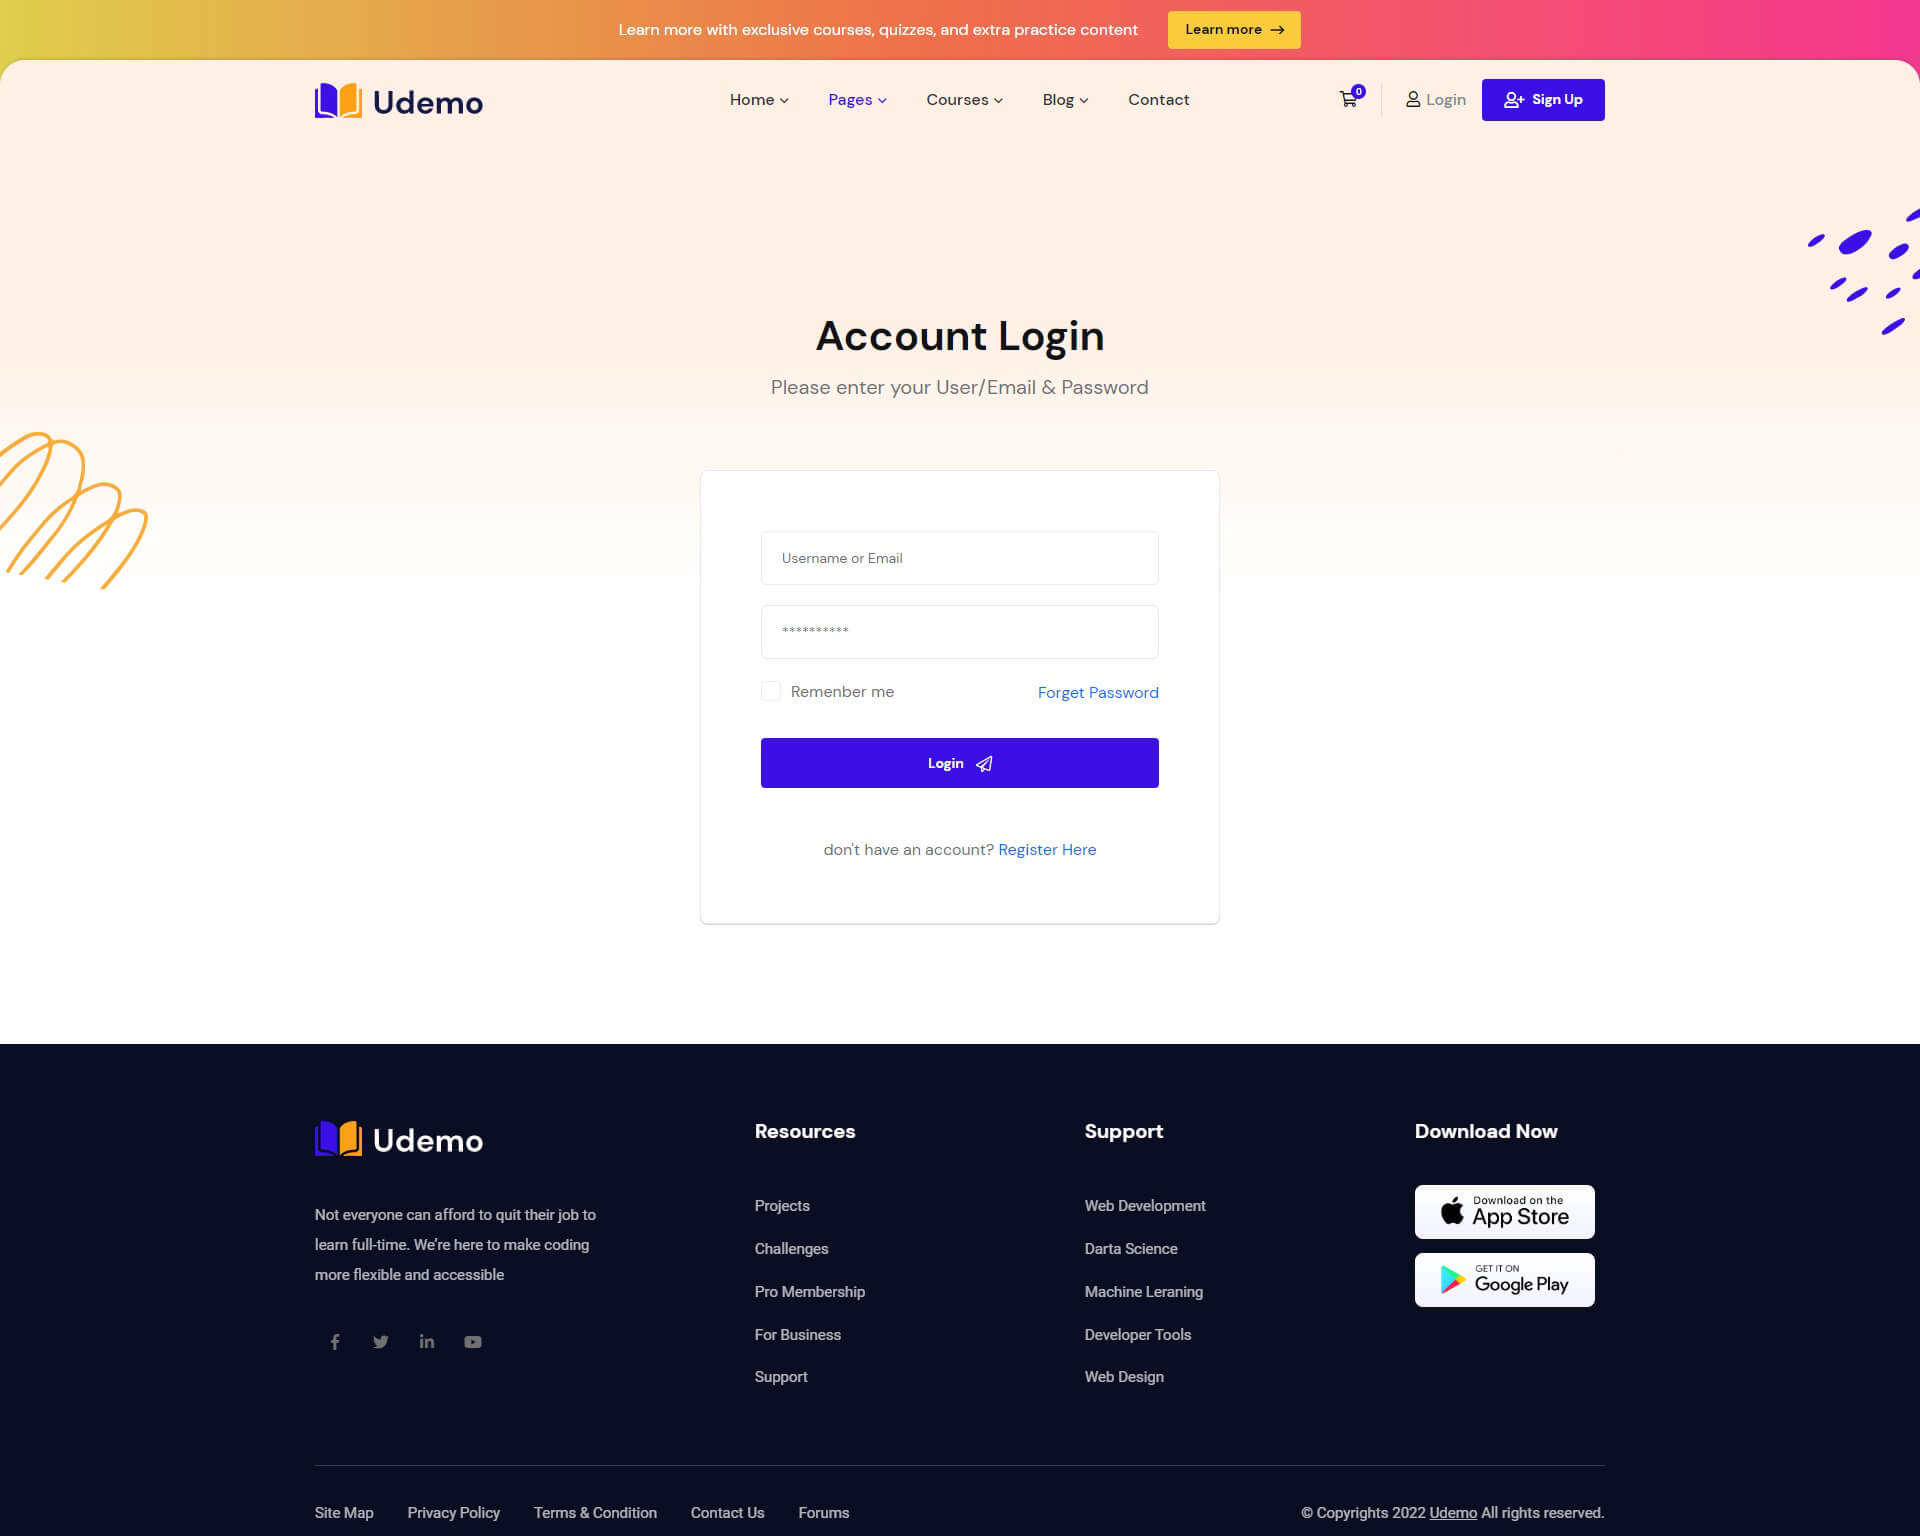 Learn more with exclusive courses, quizzes, and extra practice content
Learn more
Udemo
Home
Pages
Courses
Blog
Contact
0
Login
Sign Up
Account Login
Please enter your User/Email & Password
Username or Email
**********
Remenber me
Forget Password
Login
don't have an account? Register Here
Udemo
Not everyone can afford to quit their job to
learn full-time. We're here to make coding
more flexible and accessible
Resources
Projects
Challenges
Pro Membership
For Business
Support
Support
Web Development
Darta Science
Machine Leraning
Developer Tools
Web Design
Download Now
Download on the
App Store
GET IT ON
Google Play
Site Map
Privacy Policy
Terms & Condition
Contact Us
Forums
© Copyrights 2022 Udemo All rights reserved.